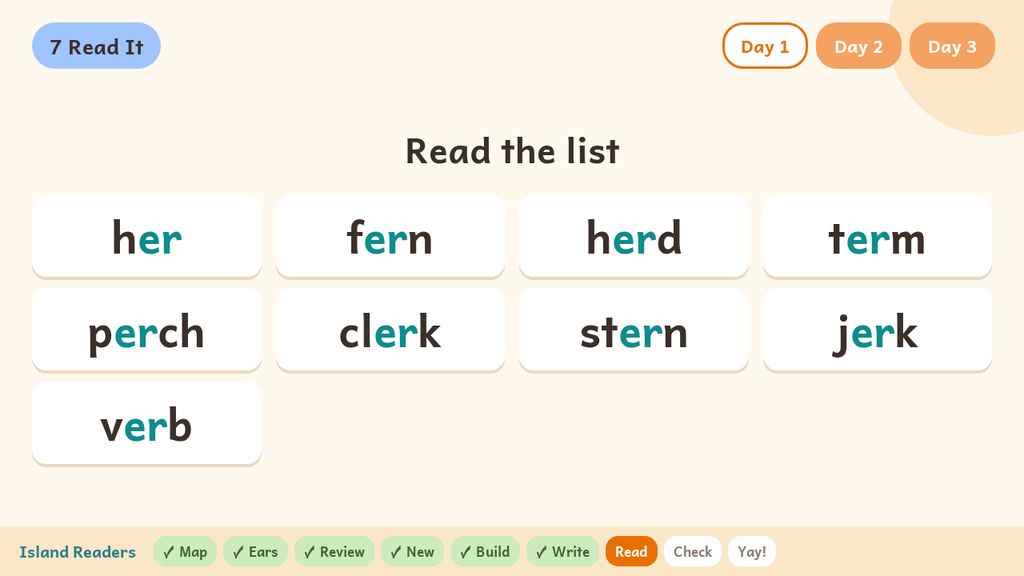 7 Read It
Day 1 Day 2 Day 3
Read the list
her fern herd term
perch clerk stern jerk
verb
Island Readers ✓ Map ✓ Ears ✓ Review ✓ New ✓ Build ✓ Write Read Check Yay!